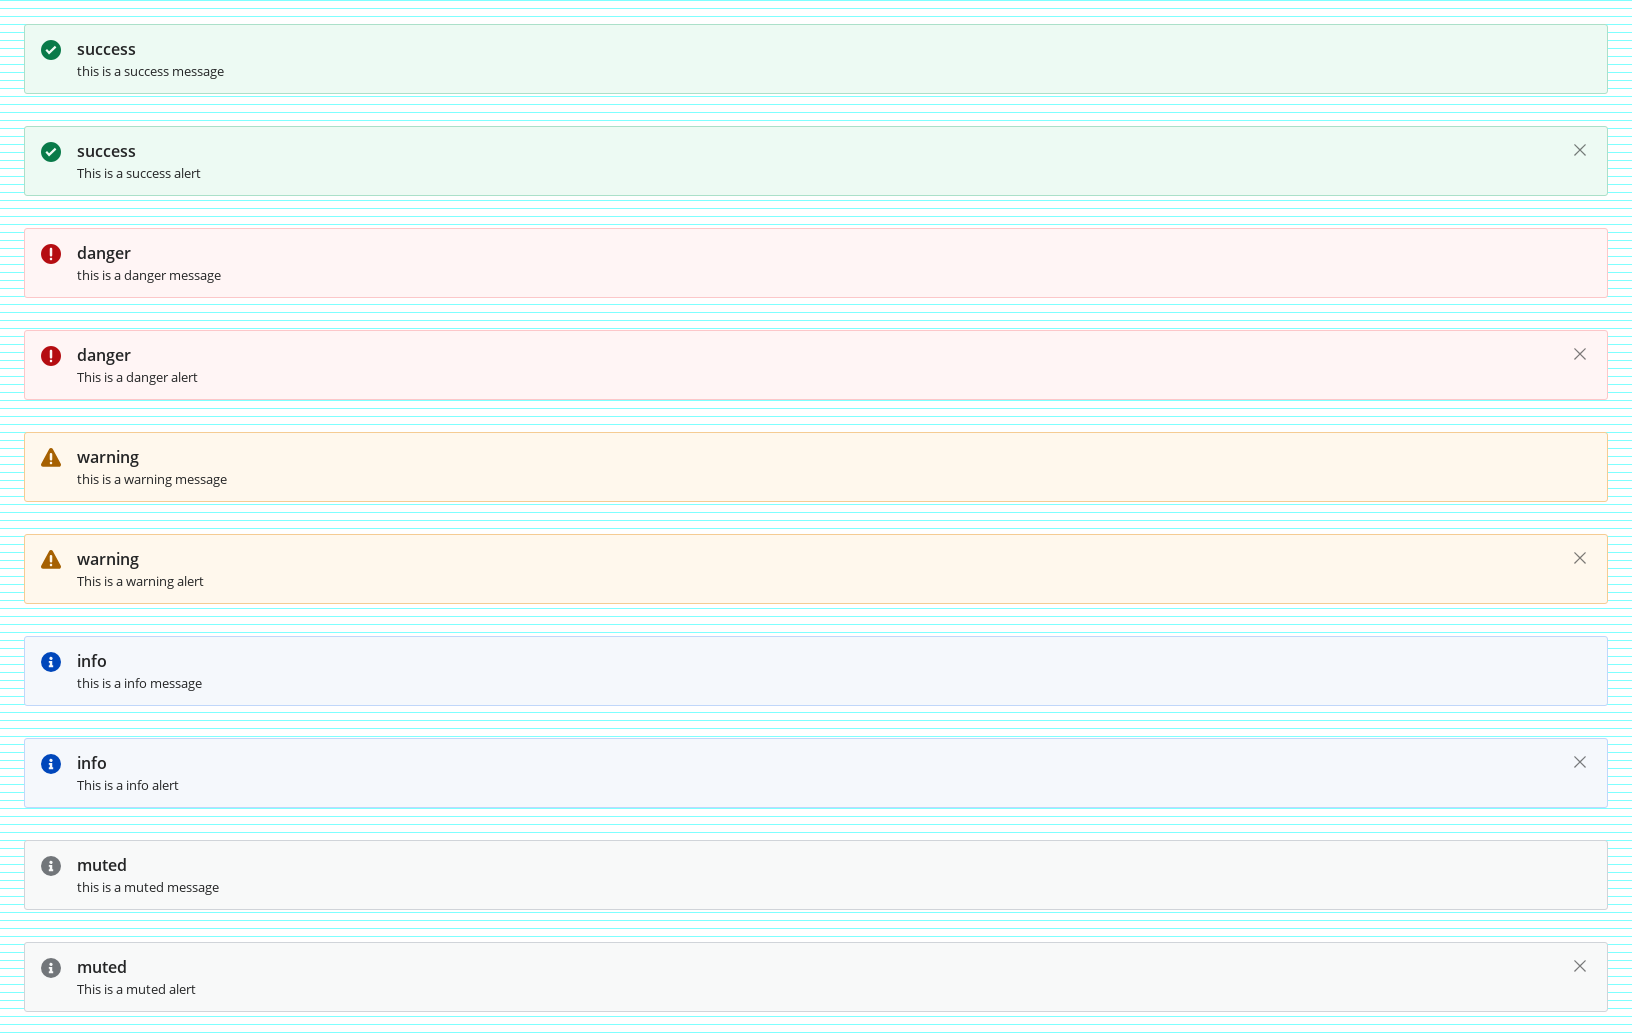 success
this is a success message
success
This is a success alert
danger
this is a danger message
danger
This is a danger alert
warning
this is a warning message
warning
This is a warning alert
info
this is a info message
info
This is a info alert
muted
this is a muted message
muted
This is a muted alert